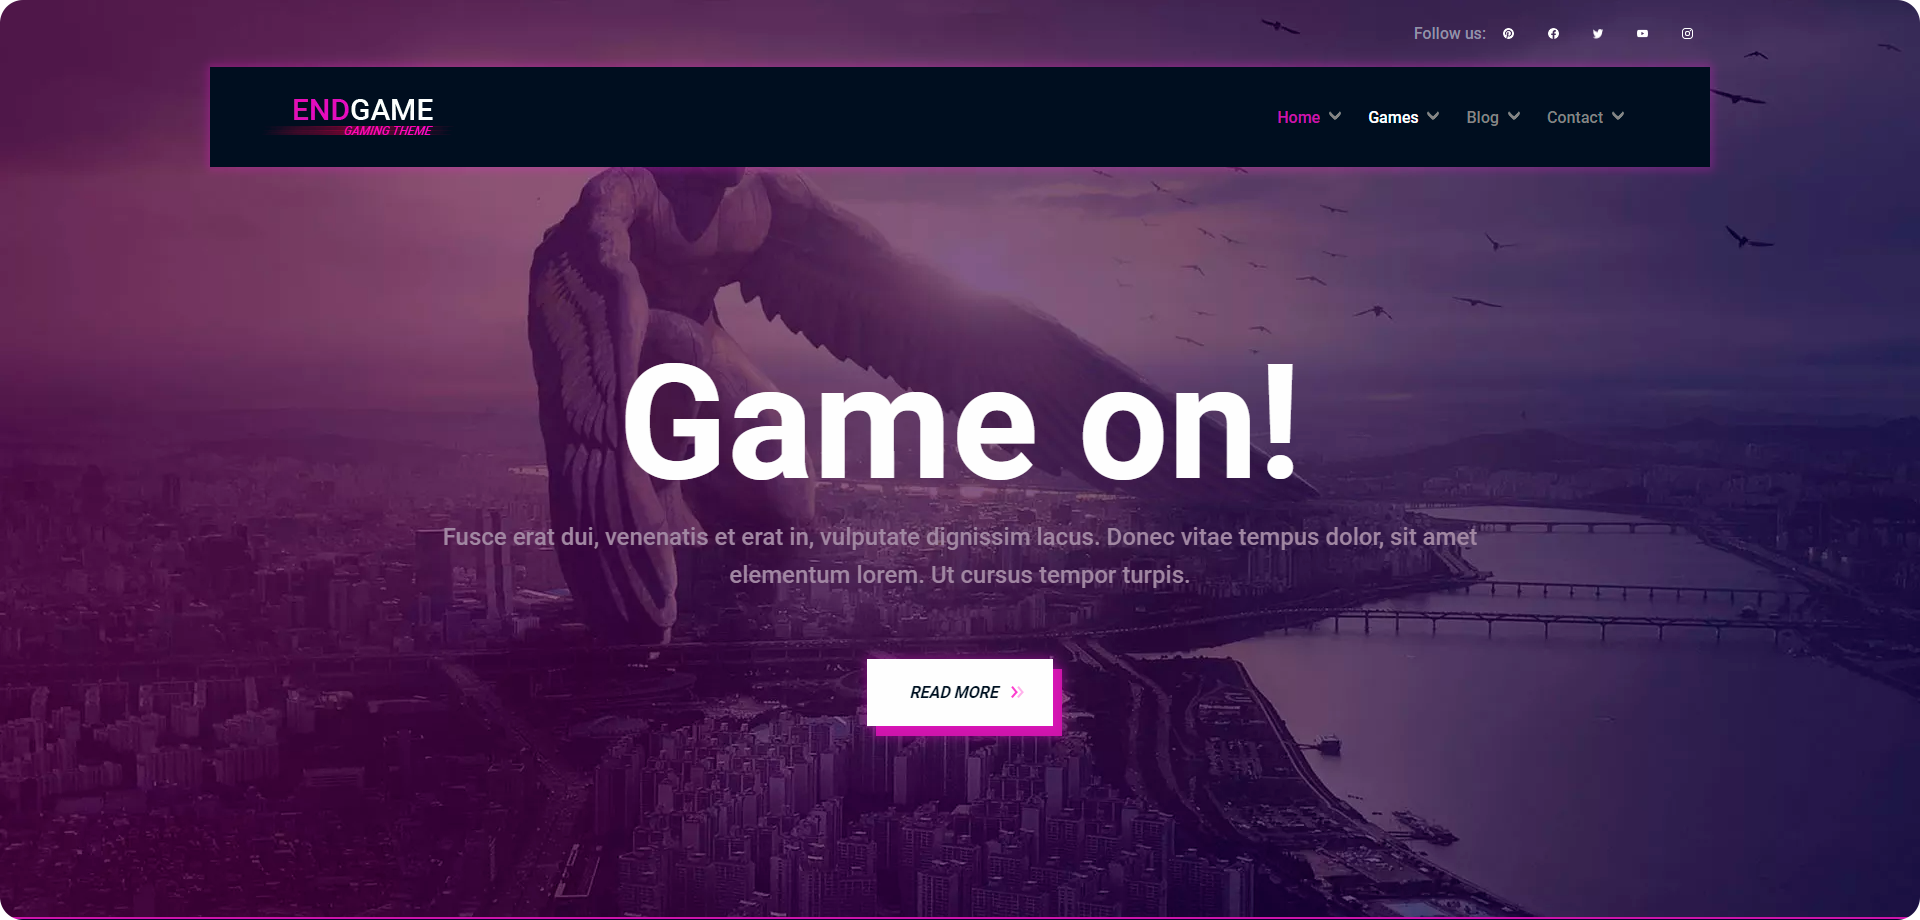 Follow us:
ENDGAME
GAMING THEME
Home Games Blog Contact
Game on!
Fusce erat dui, venenatis et erat in, vulputate dignissim lacus. Donec vitae tempus dolor, sit amet
elementum lorem. Ut cursus tempor turpis.
READ MORE